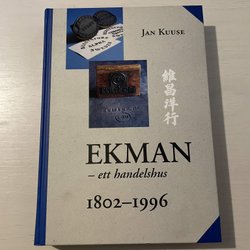 JAN KUUSE
維昌洋行
EKMAN
– ett handelshus
1802–1996